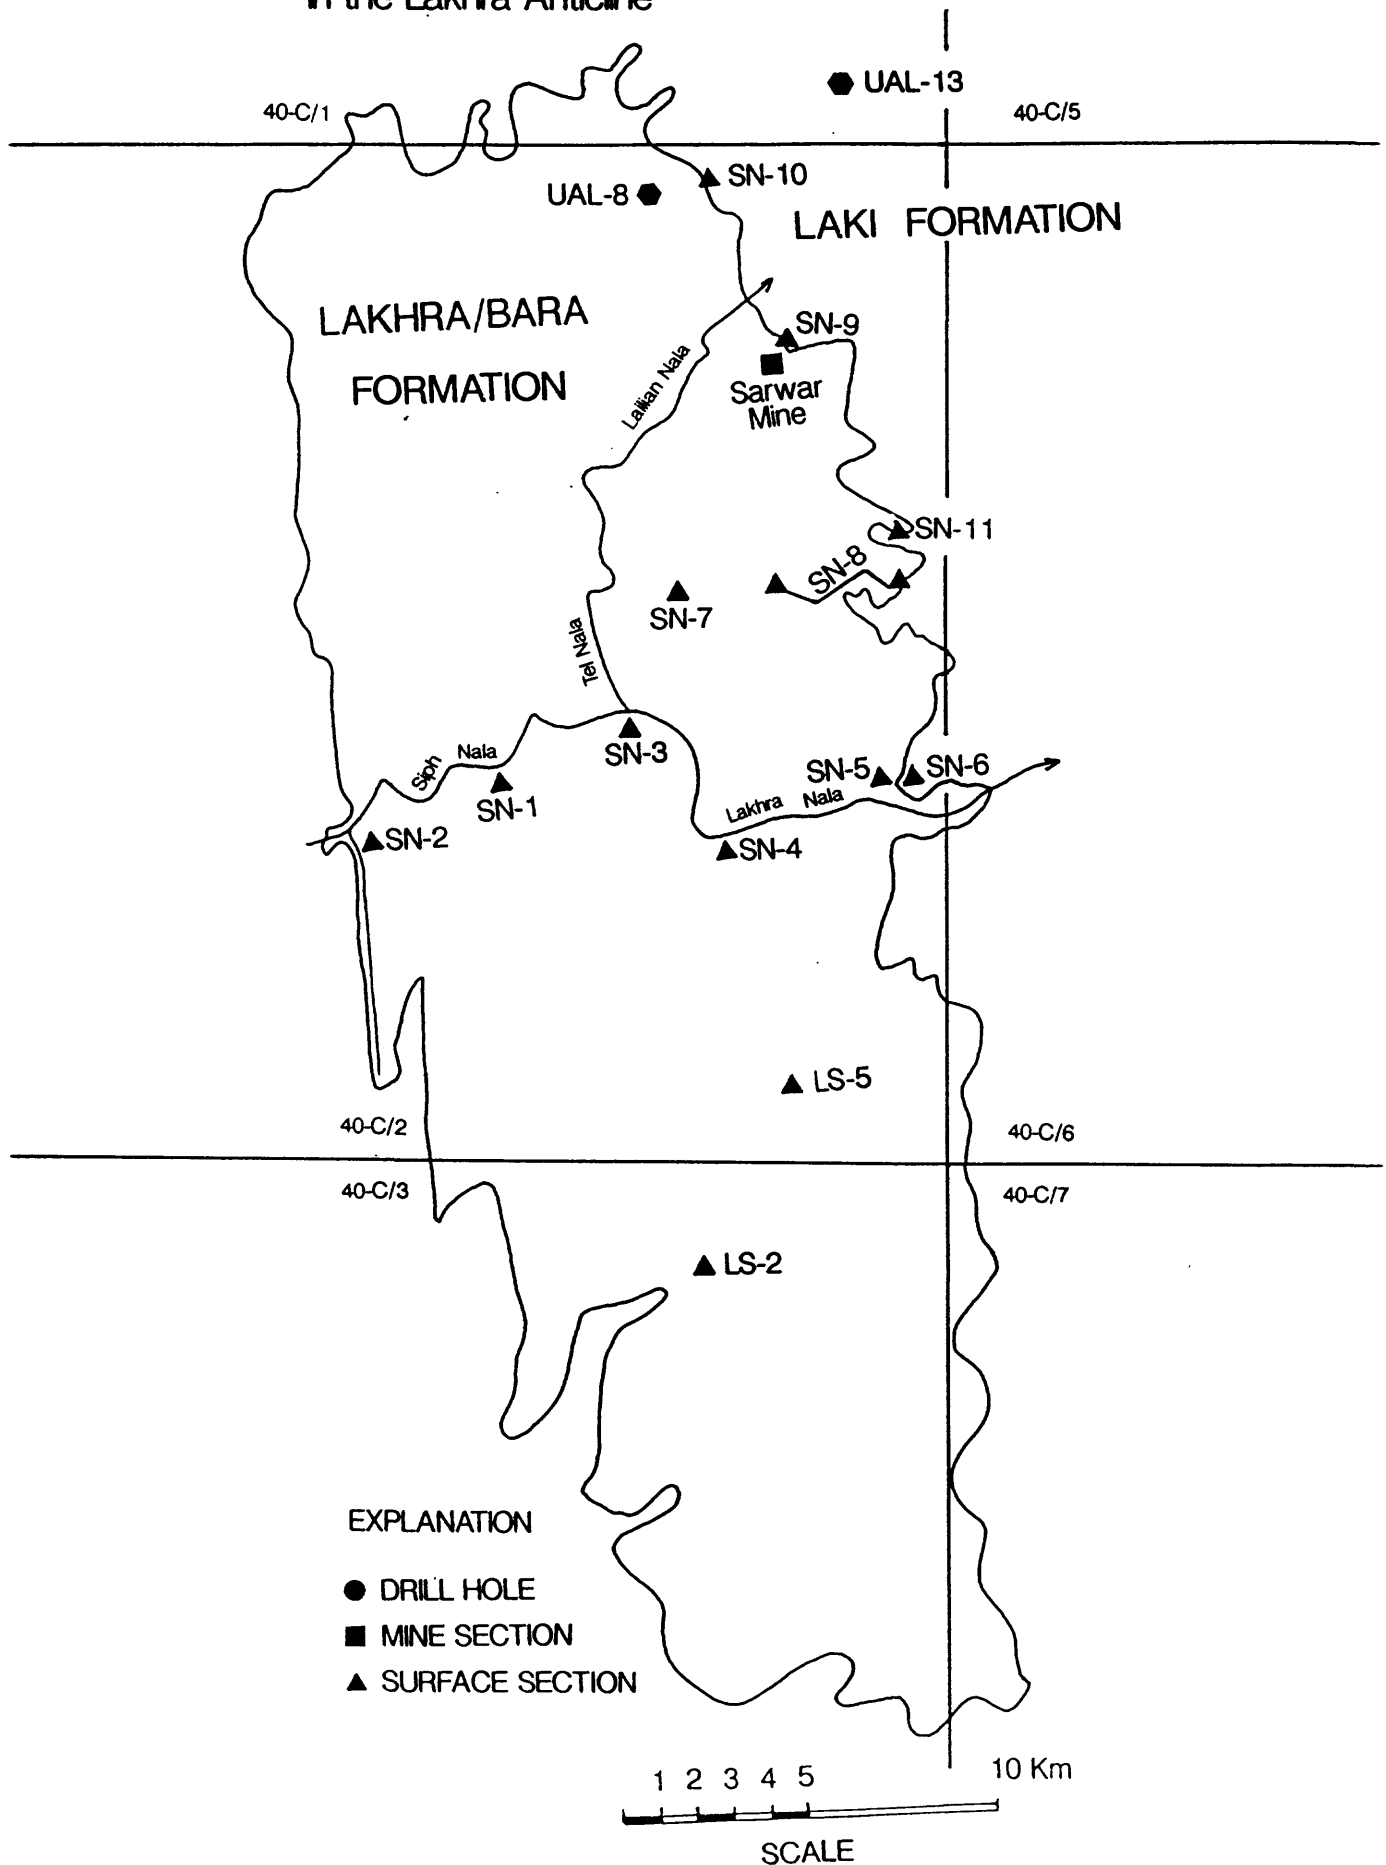 in the Lakhra Anticline
UAL-13
40-C/1
40-C/5
SN-10
UAL-8
LAKI FORMATION
LAKHRA/BARA
FORMATION
SN-9
Lailian Nala
Sarwar
Mine
SN-11
SN-8
SN-7
Tel Nala
SN-3
Siph Nala
SN-5
SN-6
SN-1
Lakhra Nala
SN-2
SN-4
LS-5
40-C/2
40-C/6
40-C/3
40-C/7
LS-2
EXPLANATION
DRILL HOLE
MINE SECTION
SURFACE SECTION
10 Km
1 2 3 4 5
SCALE